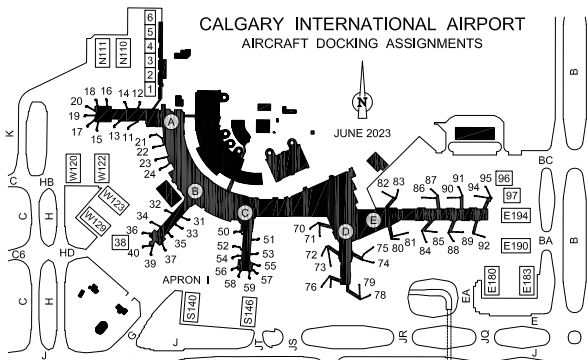 CALGARY INTERNATIONAL AIRPORT
AIRCRAFT DOCKING ASSIGNMENTS
N
JUNE 2023
6
5
4
3
2
1
N111
N110
18
16
14
12
20
19
17
15
13
11
A
K
B
21
22
23
24
W120
W122
W123
W129
C
HB
C
H
HD
C6
C
H
J
B
32
34
36
38
40
39
37
35
33
31
C
50
52
54
56
58
59
57
55
53
51
APRON I
S140
S146
G
J
JT
JS
JR
JQ
E
J
70
71
72
73
76
D
75
74
79
78
E
82
83
80
81
86
87
84
85
90
91
88
89
94
95
92
96
97
E194
E190
E180
E183
EA
BC
BA
B
B